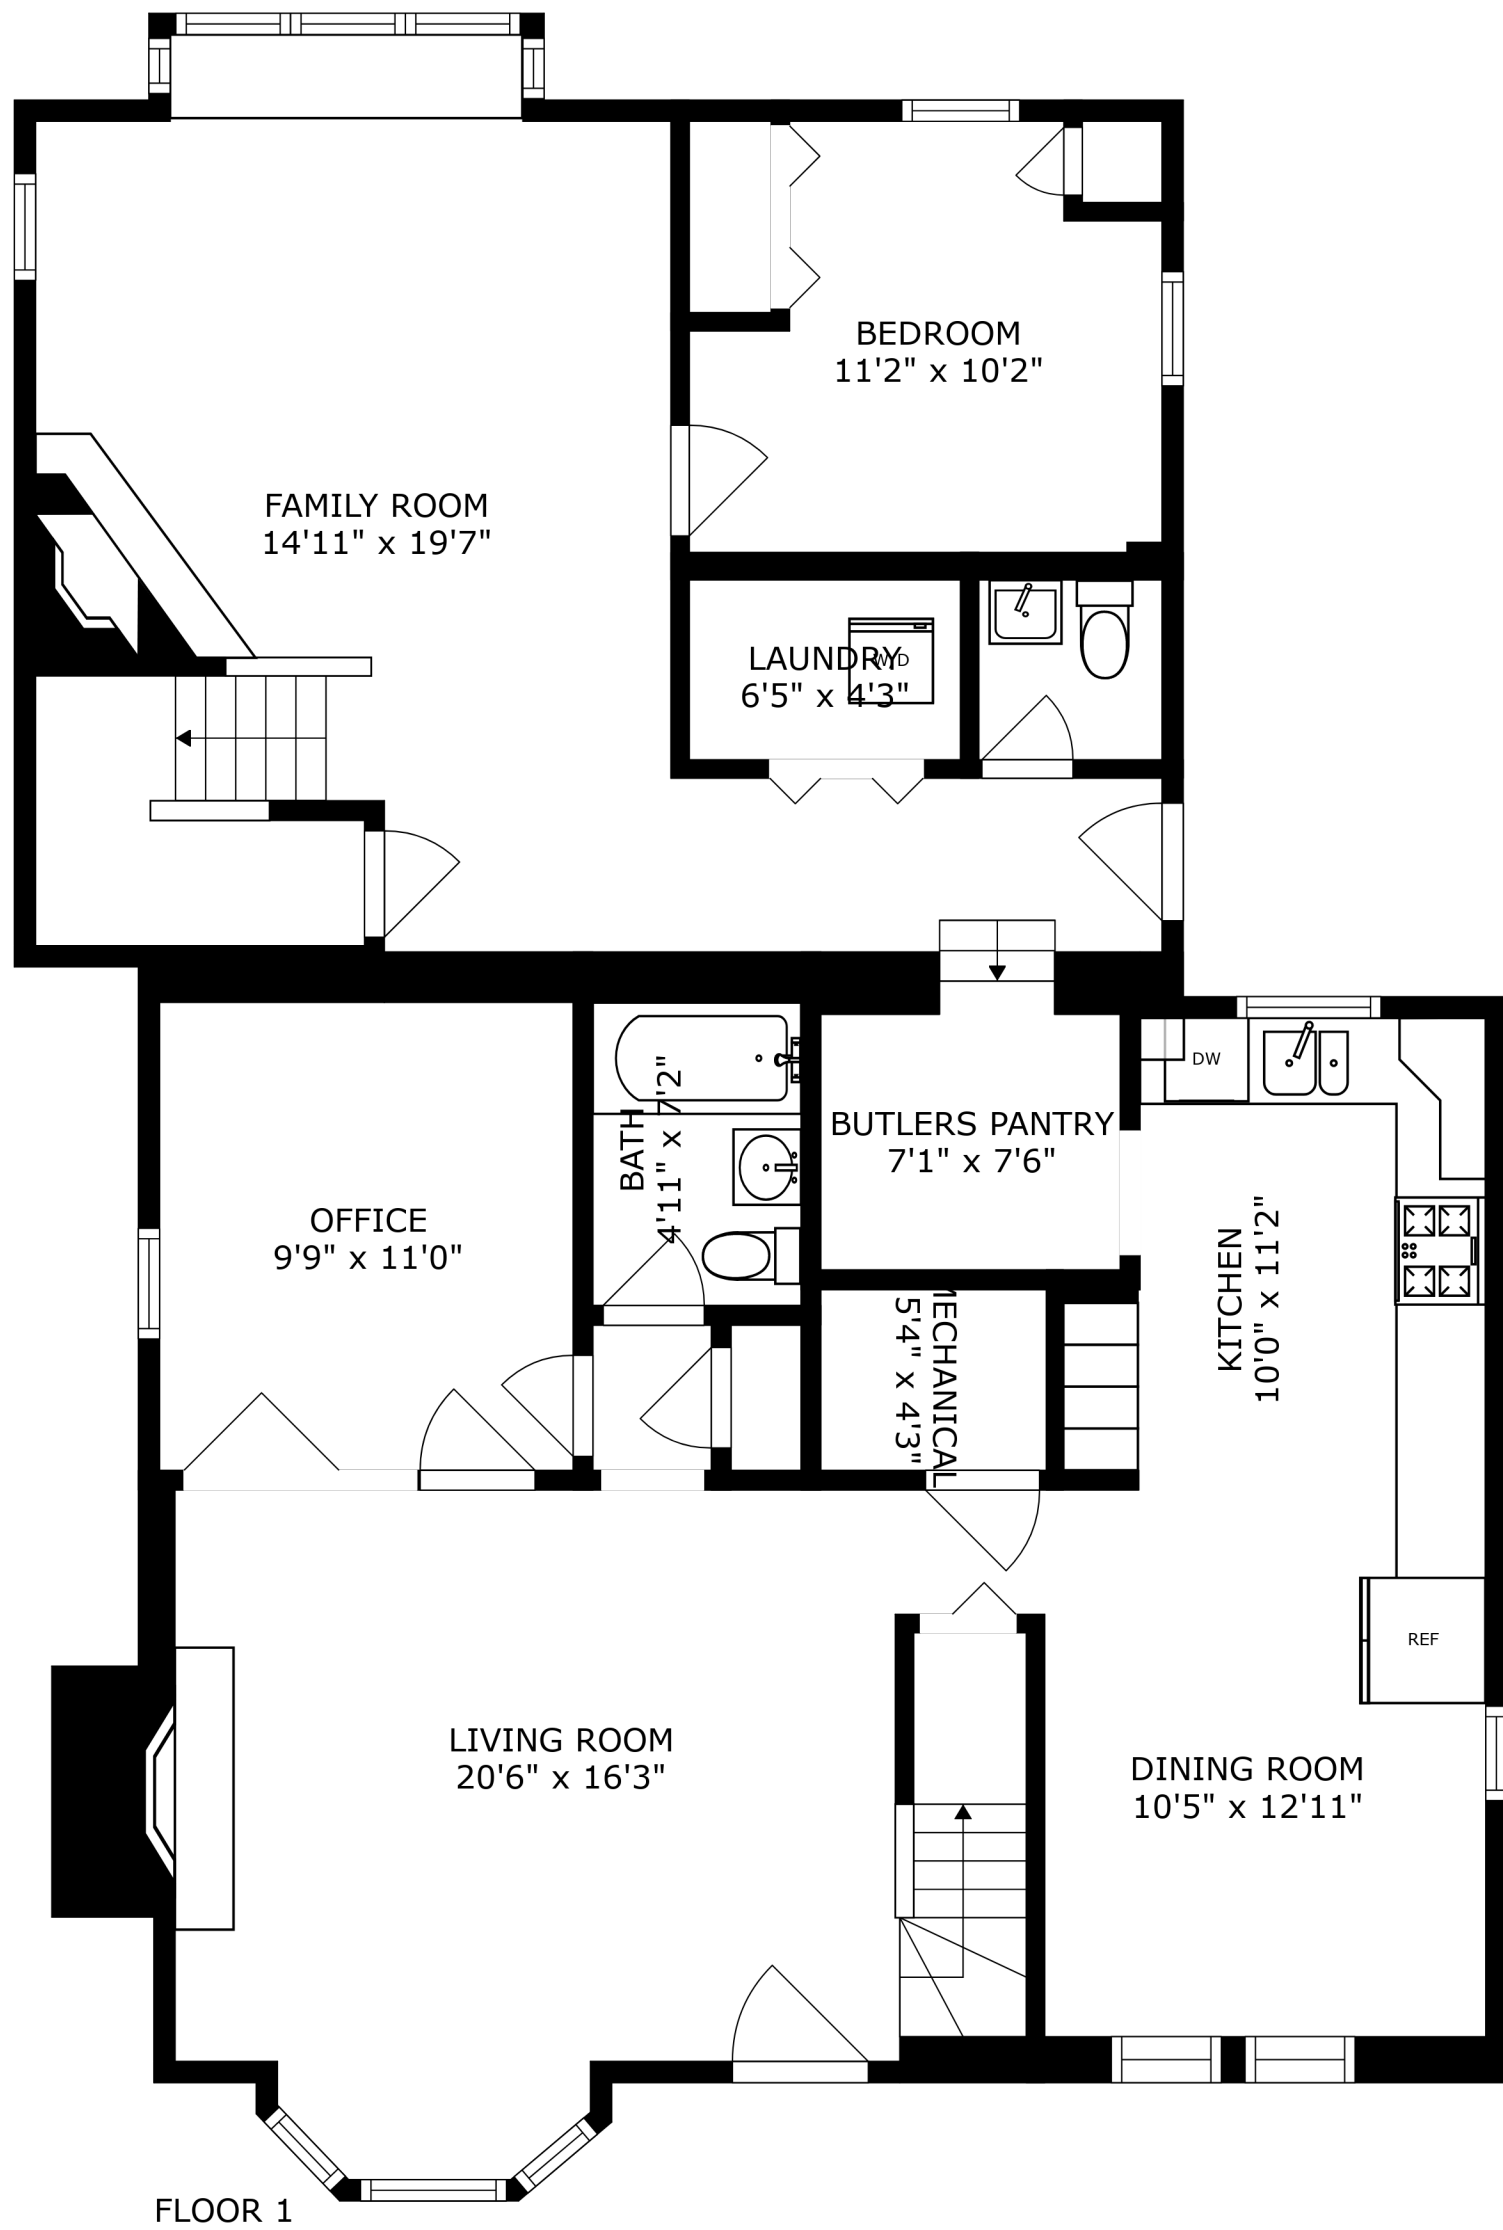 BEDROOM
11'2" x 10'2"
FAMILY ROOM
14'11" x 19'7"
LAUNDRY
6'5" x 4'3"
DW
BUTLERS PANTRY
7'1" x 7'6"
BATH
4'11" x 7'2"
OFFICE
9'9" x 11'0"
KITCHEN
10'0" x 11'2"
MECHANICAL
5'4" x 4'3"
REF
LIVING ROOM
20'6" x 16'3"
DINING ROOM
10'5" x 12'11"
FLOOR 1